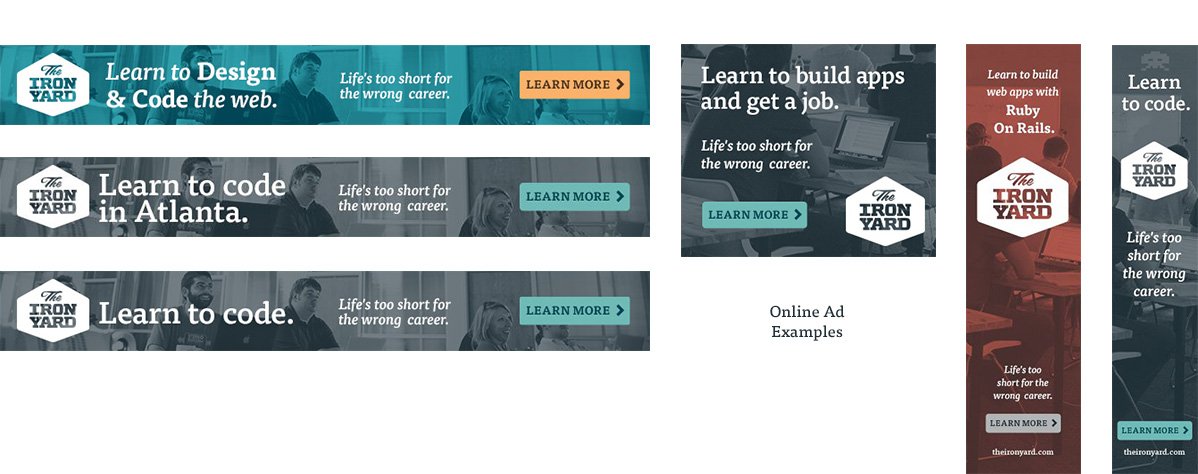 The
IRON
YARD
Learn to Design
& Code the web.
Life's too short for
the wrong career.
LEARN MORE
The
IRON
YARD
Learn to code
in Atlanta.
Life's too short for
the wrong career.
LEARN MORE
The
IRON
YARD
Learn to code.
Life's too short for
the wrong career.
LEARN MORE
Learn to build apps
and get a job.
Life's too short for
the wrong career.
LEARN MORE
The
IRON
YARD
Online Ad
Examples
Learn to build
web apps with
Ruby
On Rails.
The
IRON
YARD
Life's too
short for the
wrong career.
LEARN MORE
theironyard.com
Learn
to code.
The
IRON
YARD
Life's too
short for
the wrong
career.
LEARN MORE
theironyard.com